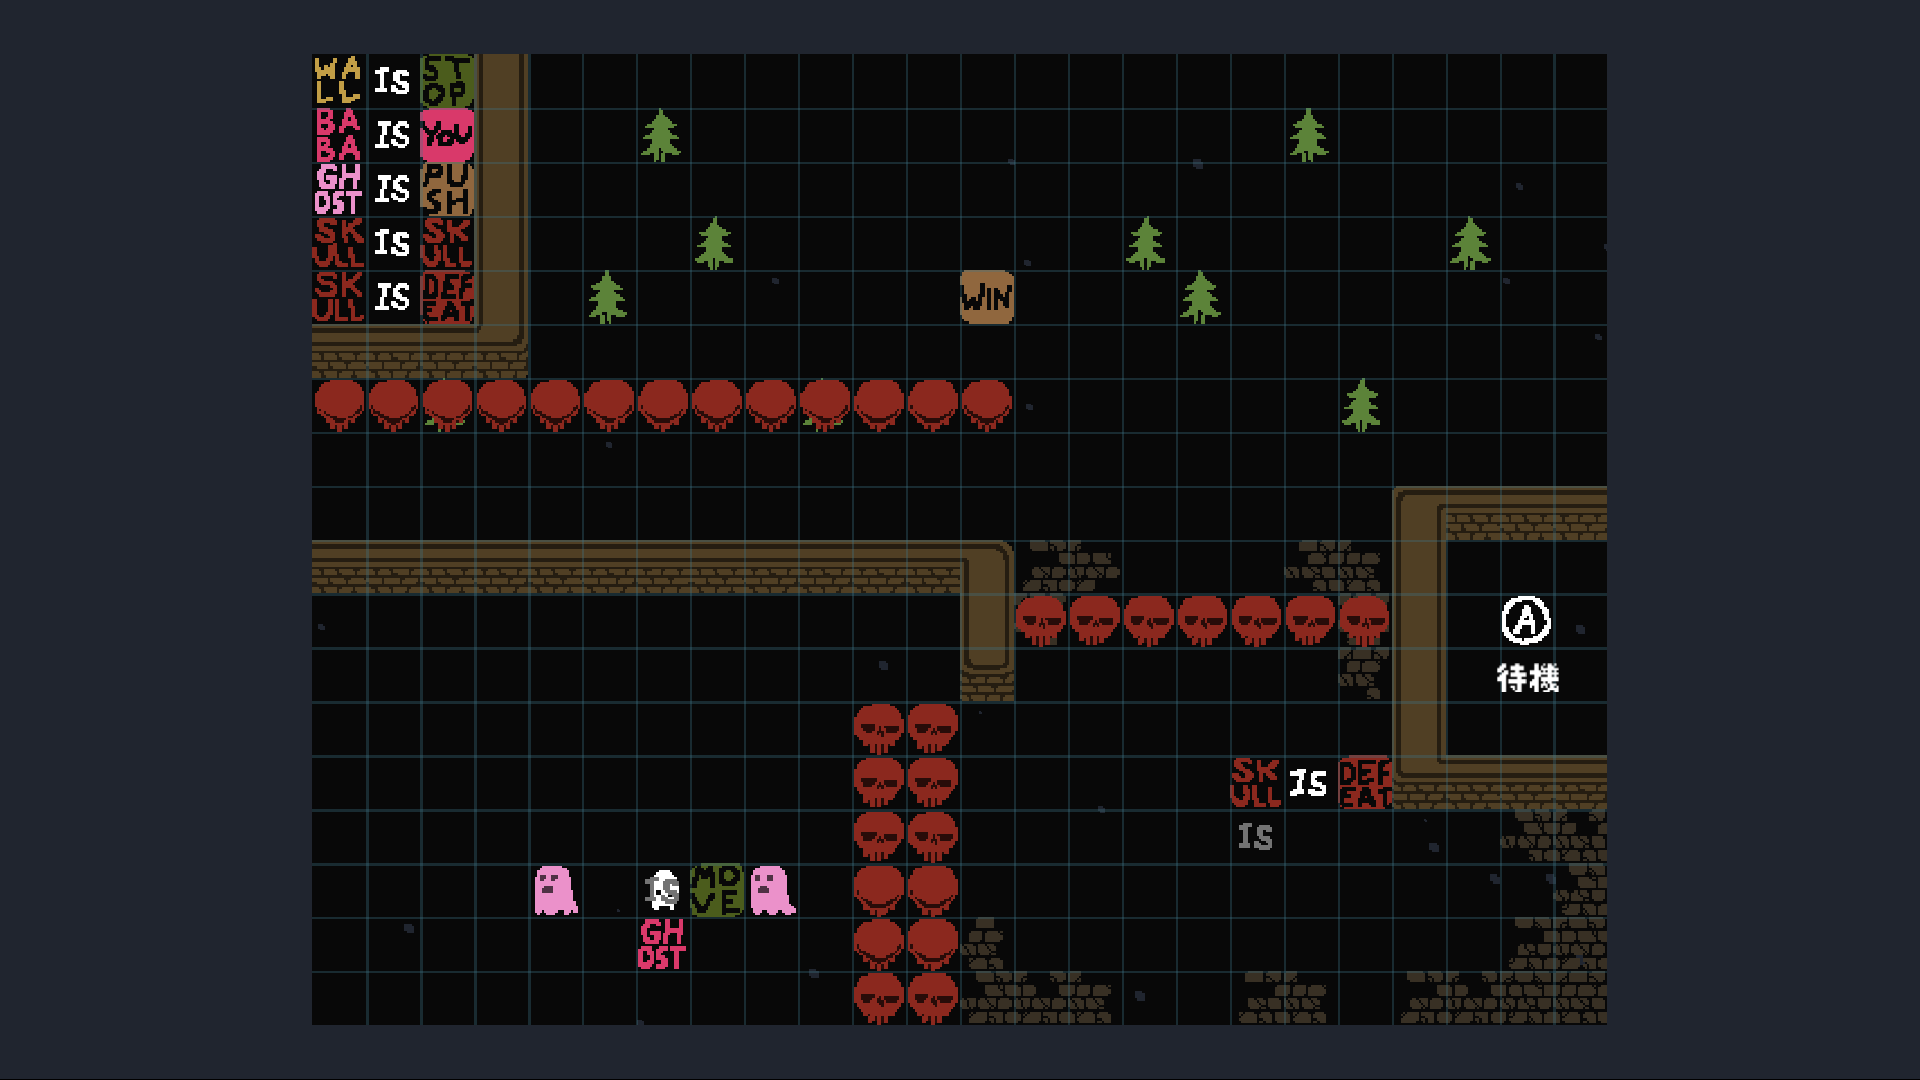 WALL IS STOP
BABA IS YOU
GHOST IS PUSH
SKULL IS SKULL
SKULL IS DEFEAT
WIN
A
待機
SKULL IS DEFEAT
IS
IS MOVE
GHOST